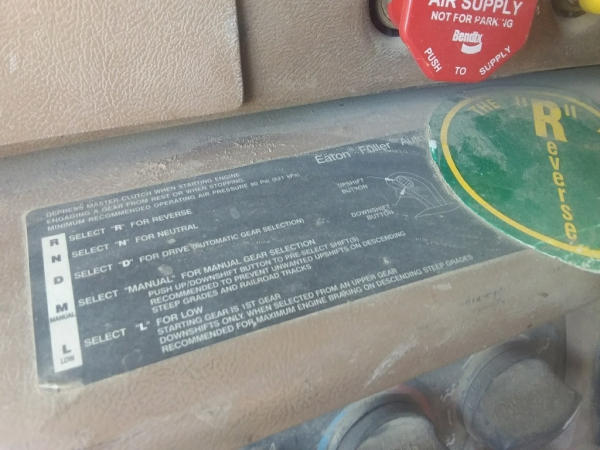 AIR SUPPLY
NOT FOR PARKING
Bendix
PUSH TO SUPPLY
THE "R"everse
Eaton Fuller Aut
DEPRESS MASTER CLUTCH WHEN STARTING ENGINE
ENGAGING A GEAR FROM REST OR WHEN STOPPING.
MINIMUM RECOMMENDED OPERATING AIR PRESSURE 90 PSI
UPSHIFT
BUTTON
DOWNSHIFT
BUTTON
R SELECT "R" FOR REVERSE
N SELECT "N" FOR NEUTRAL
D SELECT "D" FOR DRIVE (AUTOMATIC GEAR SELECTION)
M MANUAL SELECT "MANUAL" FOR MANUAL GEAR SELECTION
PUSH UP/DOWNSHIFT BUTTON TO PRE-SELECT SHIFT(S)
RECOMMENDED TO PREVENT UNWANTED UPSHIFTS ON DESCENDING
STEEP GRADES AND RAILROAD TRACKS
L LOW SELECT "L" FOR LOW
STARTING GEAR IS 1ST GEAR
DOWNSHIFTS ONLY WHEN SELECTED FROM AN UPPER GEAR
RECOMMENDED FOR MAXIMUM ENGINE BRAKING ON DESCENDING STEEP GRADES